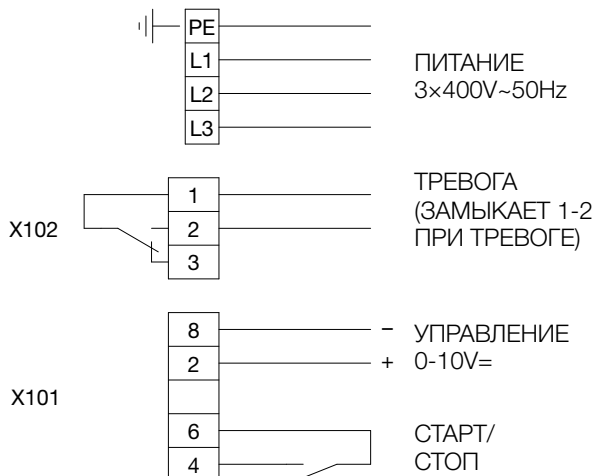 PE
L1
L2
L3
ПИТАНИЕ
3×400V~50Hz
X102
1
2
3
ТРЕВОГА
(ЗАМЫКАЕТ 1-2
ПРИ ТРЕВОГЕ)
X101
8
2
6
4
−
+
УПРАВЛЕНИЕ
0-10V=
СТАРТ/
СТОП